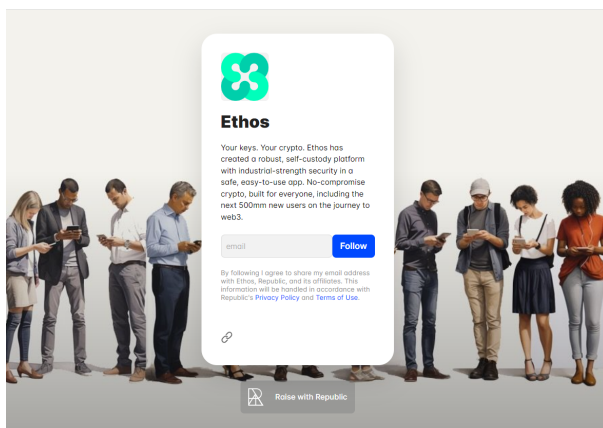 Ethos
Your keys. Your crypto. Ethos has
created a robust, self-custody platform
with industrial-strength security in a
safe, easy-to-use app. No-compromise
crypto, built for everyone, including the
next 500mm new users on the journey to
web3.
email
Follow
By following I agree to share my email address
with Ethos, Republic, and its affiliates. This
information will be handled in accordance with
Republic's Privacy Policy and Terms of Use.
Raise with Republic